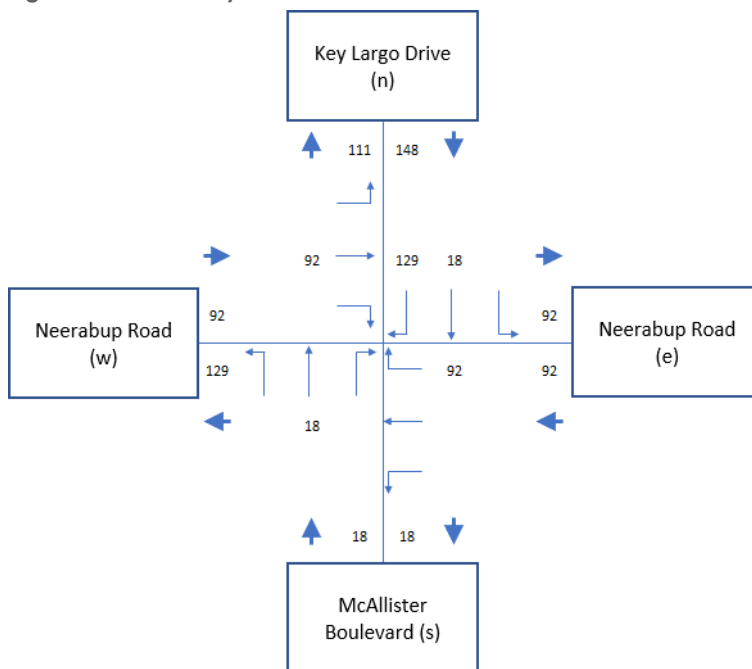 Key Largo Drive
(n)
111 148
92 129 18
Neerabup Road
(w)
92
129
92
92
Neerabup Road
(e)
92
18
18 18
McAllister
Boulevard (s)